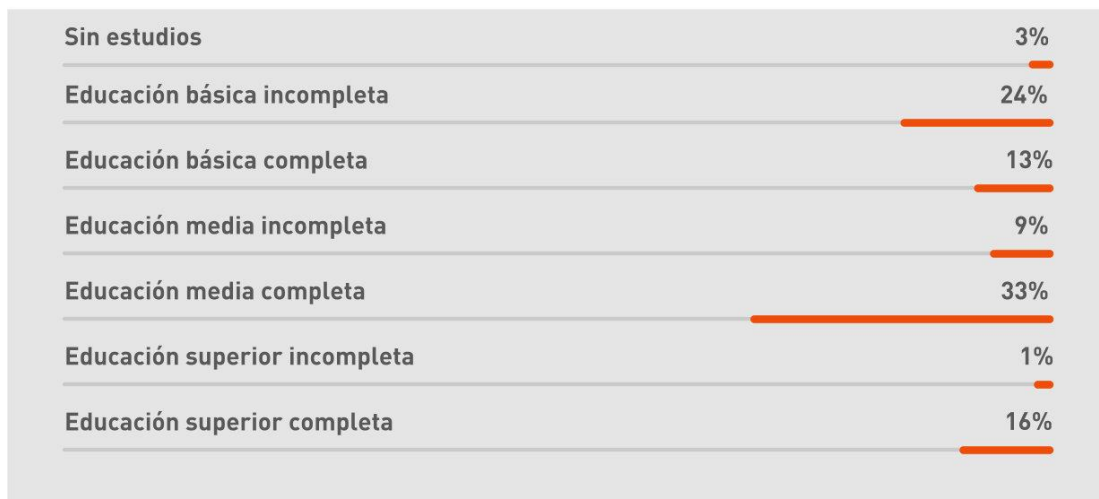 Sin estudios 3%
Educación básica incompleta 24%
Educación básica completa 13%
Educación media incompleta 9%
Educación media completa 33%
Educación superior incompleta 1%
Educación superior completa 16%